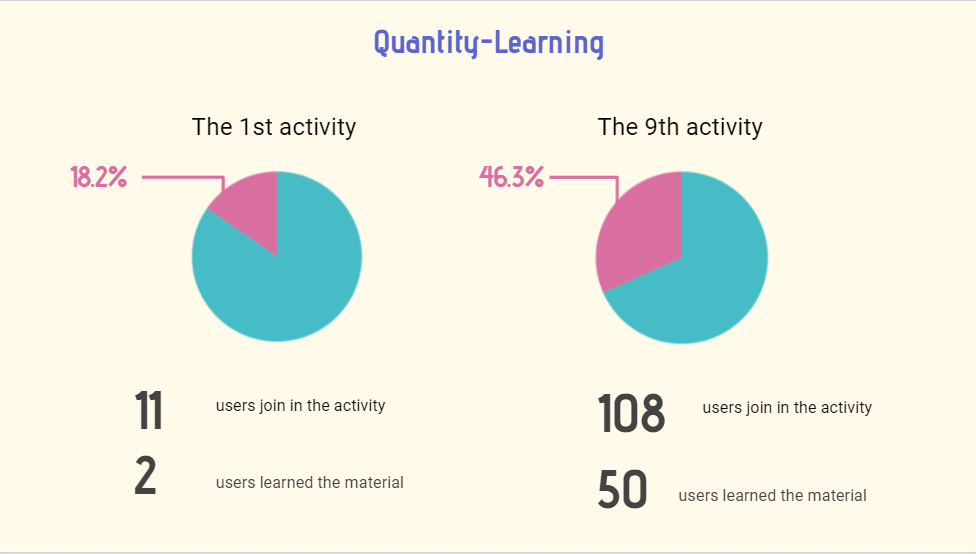 Quantity-Learning
The 1st activity
18.2%
11 users join in the activity
2 users learned the material
The 9th activity
46.3%
108 users join in the activity
50 users learned the material